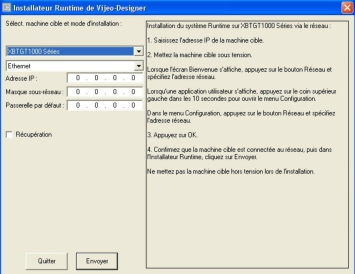 Installateur Runtime de Vijeo-Designer
Sélect. machine cible et mode d'installation :
XBTGT1000 Séries
Ethernet
Adresse IP : 0 . 0 . 0 . 0
Masque sous-réseau : 0 . 0 . 0 . 0
Passerelle par défaut : 0 . 0 . 0 . 0
Récupération
Quitter
Envoyer
Installation du système Runtime sur XBTGT1000 Séries via le réseau :
1. Saisissez l'adresse IP de la machine cible.
2. Mettez la machine cible sous tension.
Lorsque l'écran Bienvenue s'affiche, appuyez sur le bouton Réseau et
spécifiez l'adresse réseau.
Lorsqu'une application utilisateur s'affiche, appuyez sur le coin supérieur
gauche dans les 10 secondes pour ouvrir le menu Configuration.
Dans le menu Configuration, appuyez sur le bouton Réseau et spécifiez
l'adresse réseau.
3. Appuyez sur OK.
4. Confirmez que la machine cible est connectée au réseau, puis dans
l'Installateur Runtime, cliquez sur Envoyer.
Ne mettez pas la machine cible hors tension lors de l'installation.